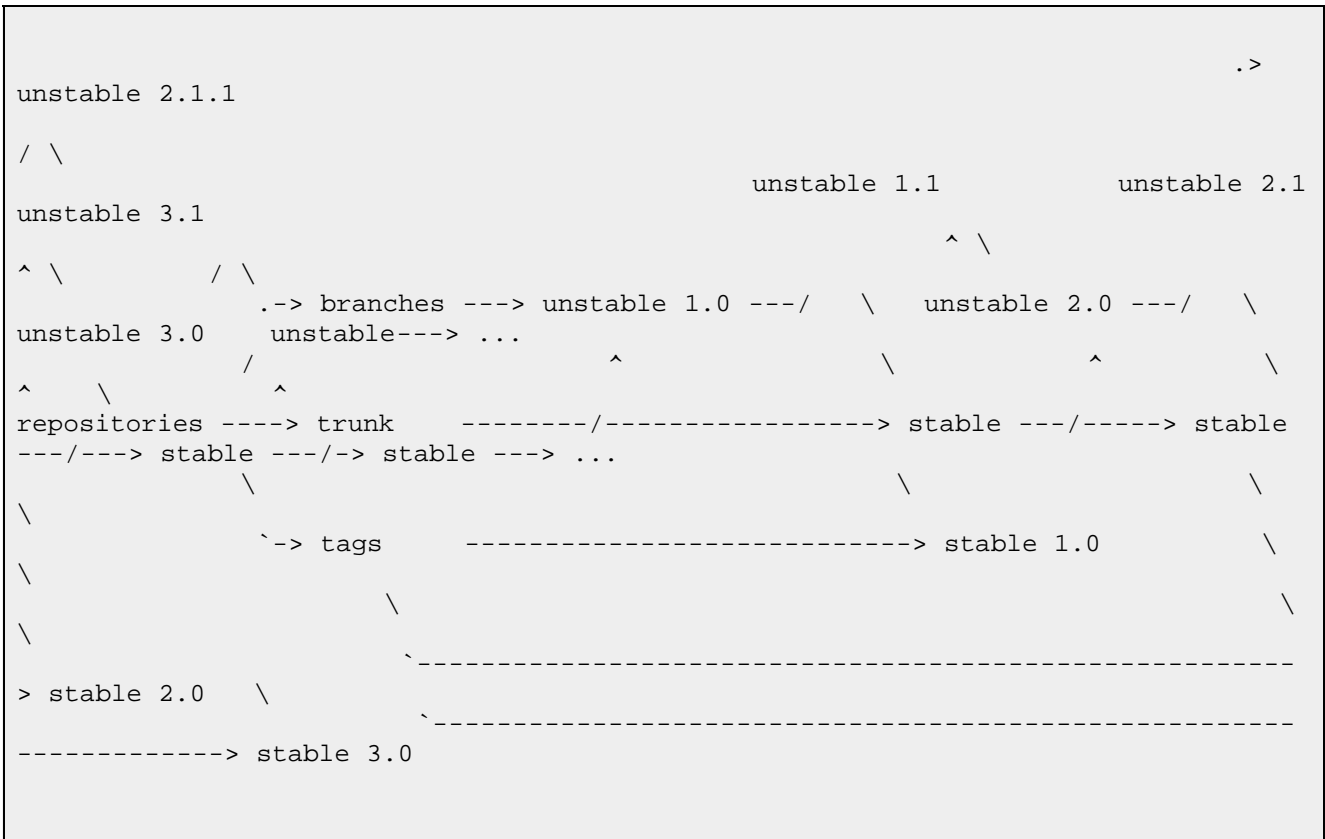 .>
unstable 2.1.1
/ \
unstable 1.1 unstable 2.1
unstable 3.1
^ \
^ \ / \
.-> branches ---> unstable 1.0 ---/ \ unstable 2.0 ---/ \
unstable 3.0 unstable---> ...
/ ^ \ ^ \
^ \ ^
repositories ----> trunk --------/-----------------> stable ---/-----> stable
---/---> stable ---/-> stable ---> ...
\ \ \
\
`-> tags ----------------------------> stable 1.0 \
\
\ \
\
`-------------------------------------------------------
> stable 2.0 \
`------------------------------------------------------
-------------> stable 3.0